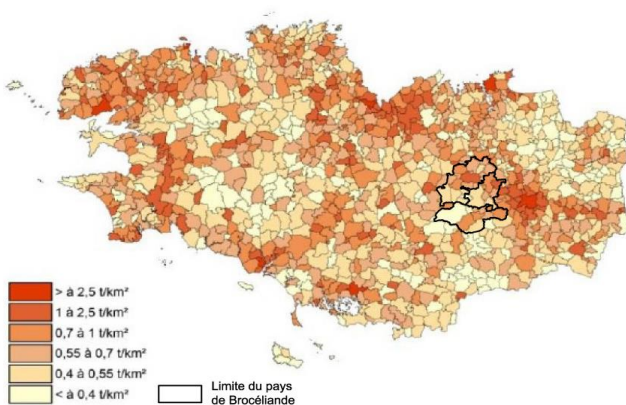 > à 2,5 t/km²
1 à 2,5 t/km²
0,7 à 1 t/km²
0,55 à 0,7 t/km²
0,4 à 0,55 t/km²
< à 0,4 t/km²
Limite du pays
de Brocéliande